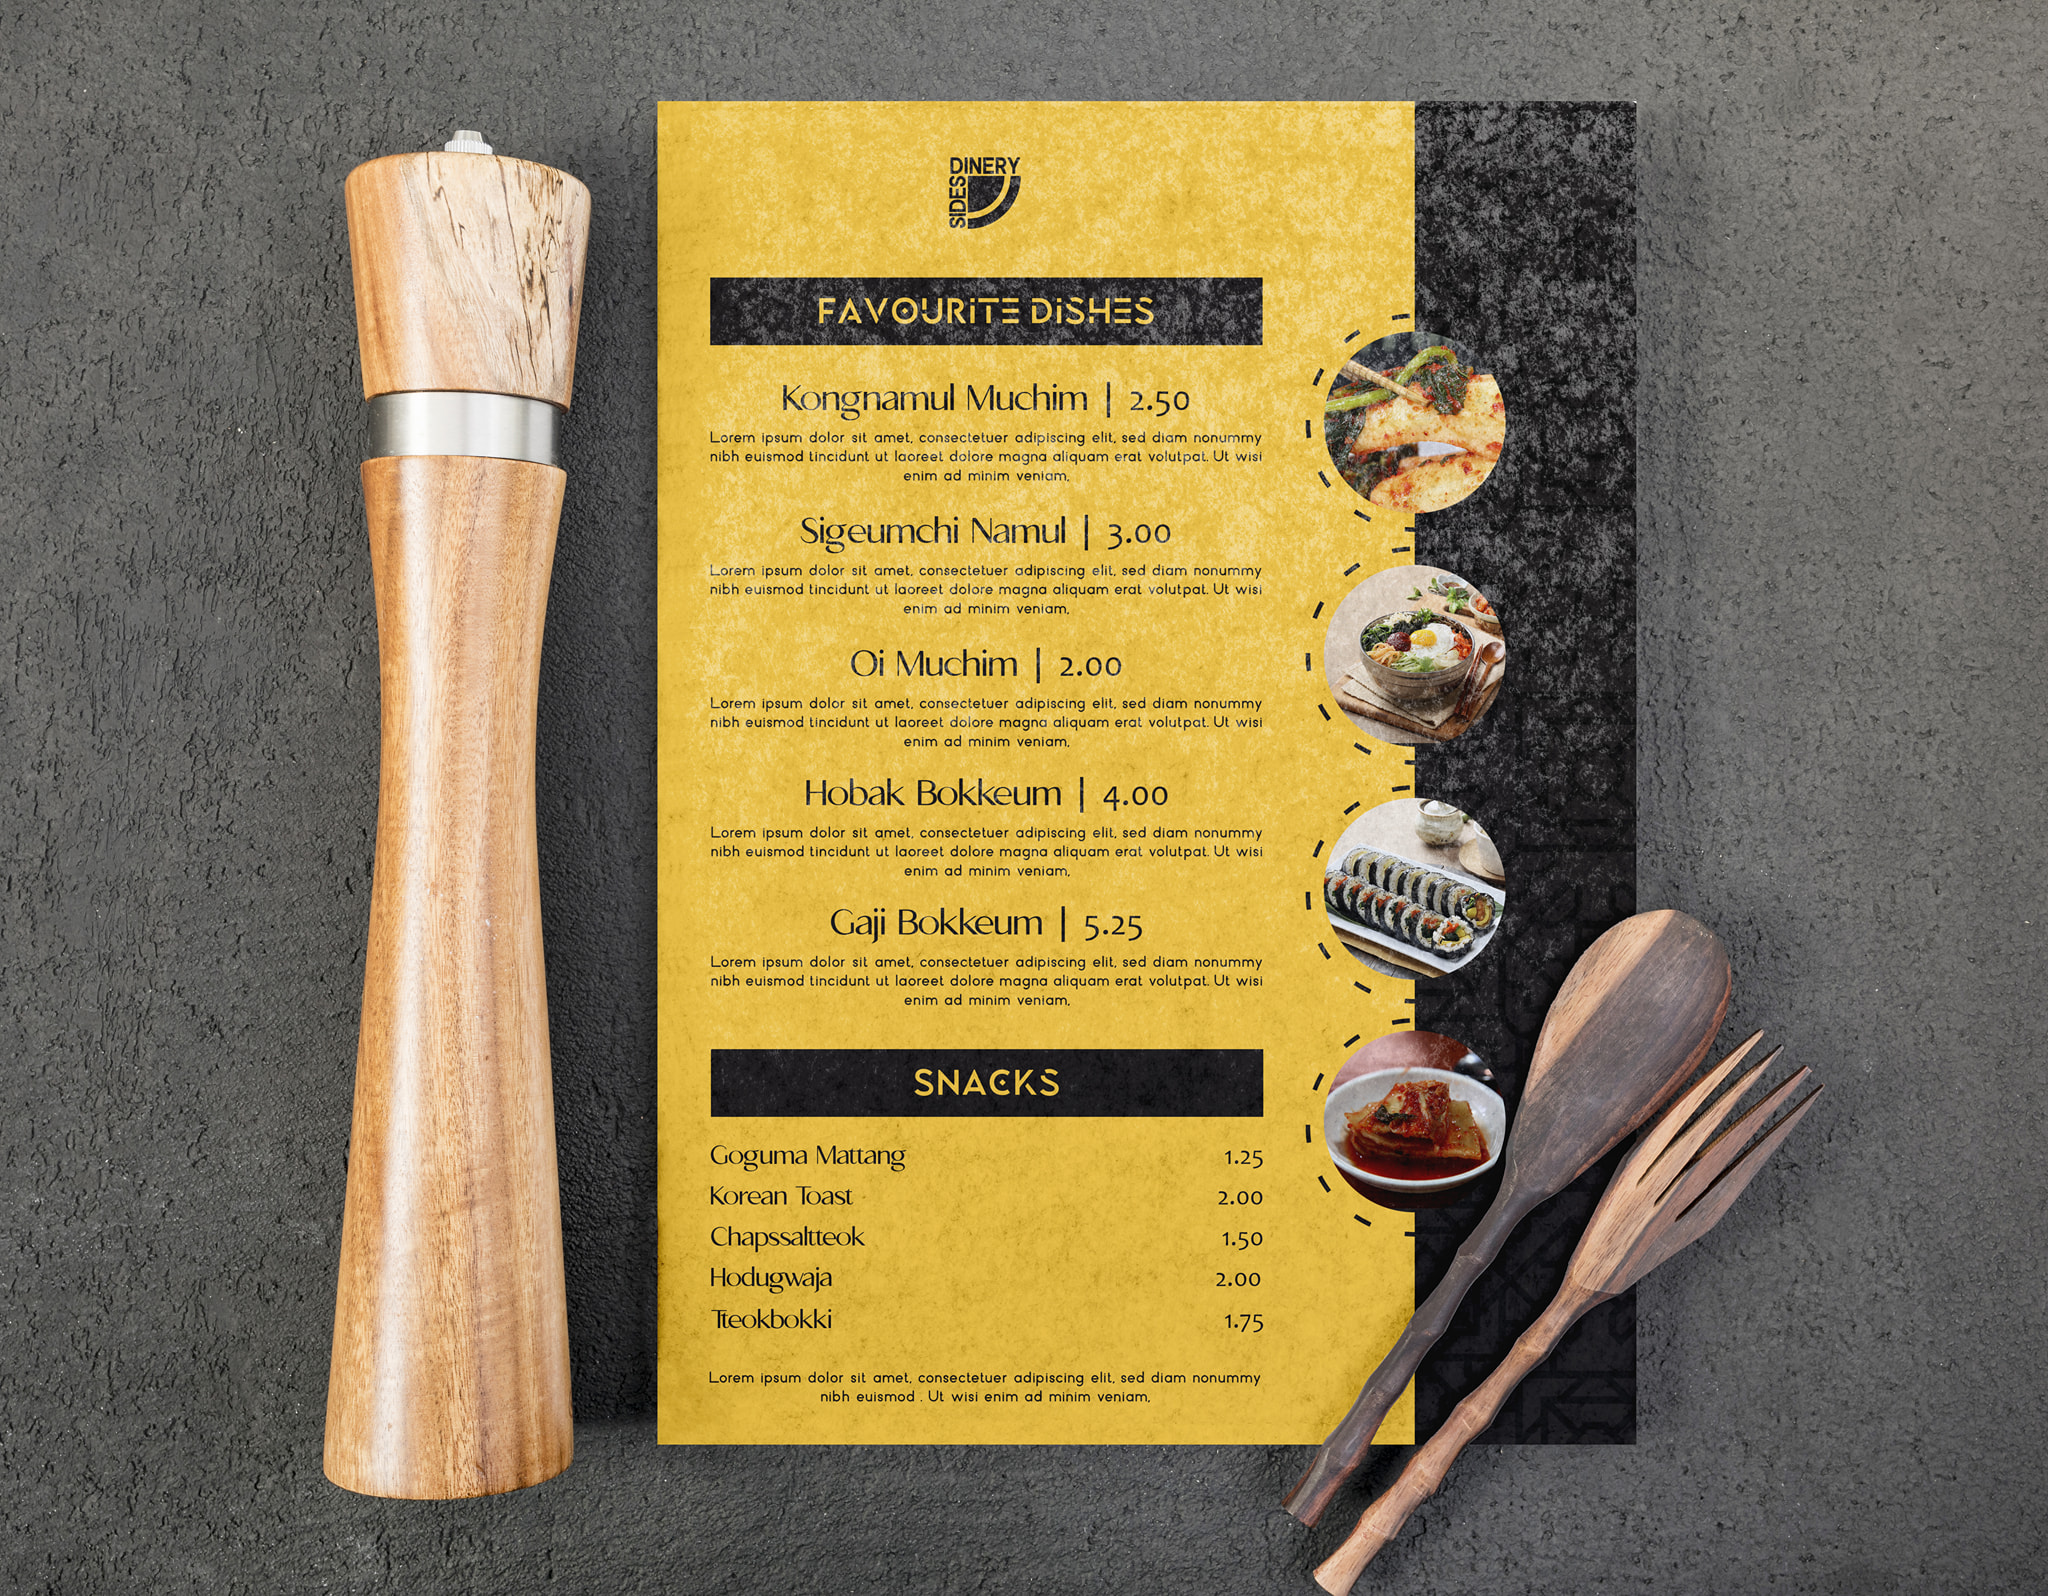 DINERY
SIDES
FAVOURITE DISHES
Kongnamul Muchim | 2.50
Lorem ipsum dolor sit amet, consectetuer adipiscing elit, sed diam nonummy
nibh euismod tincidunt ut laoreet dolore magna aliquam erat volutpat. Ut wisi
enim ad minim veniam,
Sigeumchi Namul | 3.00
Lorem ipsum dolor sit amet, consectetuer adipiscing elit, sed diam nonummy
nibh euismod tincidunt ut laoreet dolore magna aliquam erat volutpat. Ut wisi
enim ad minim veniam,
Oi Muchim | 2.00
Lorem ipsum dolor sit amet, consectetuer adipiscing elit, sed diam nonummy
nibh euismod tincidunt ut laoreet dolore magna aliquam erat volutpat. Ut wisi
enim ad minim veniam,
Hobak Bokkeum | 4.00
Lorem ipsum dolor sit amet, consectetuer adipiscing elit, sed diam nonummy
nibh euismod tincidunt ut laoreet dolore magna aliquam erat volutpat. Ut wisi
enim ad minim veniam,
Gaji Bokkeum | 5.25
Lorem ipsum dolor sit amet, consectetuer adipiscing elit, sed diam nonummy
nibh euismod tincidunt ut laoreet dolore magna aliquam erat volutpat. Ut wisi
enim ad minim veniam,
SNACKS
Goguma Mattang 1.25
Korean Toast 2.00
Chapssaltteok 1.50
Hodugwaja 2.00
Tteokbokki 1.75
Lorem ipsum dolor sit amet, consectetuer adipiscing elit, sed diam nonummy
nibh euismod . Ut wisi enim ad minim veniam,